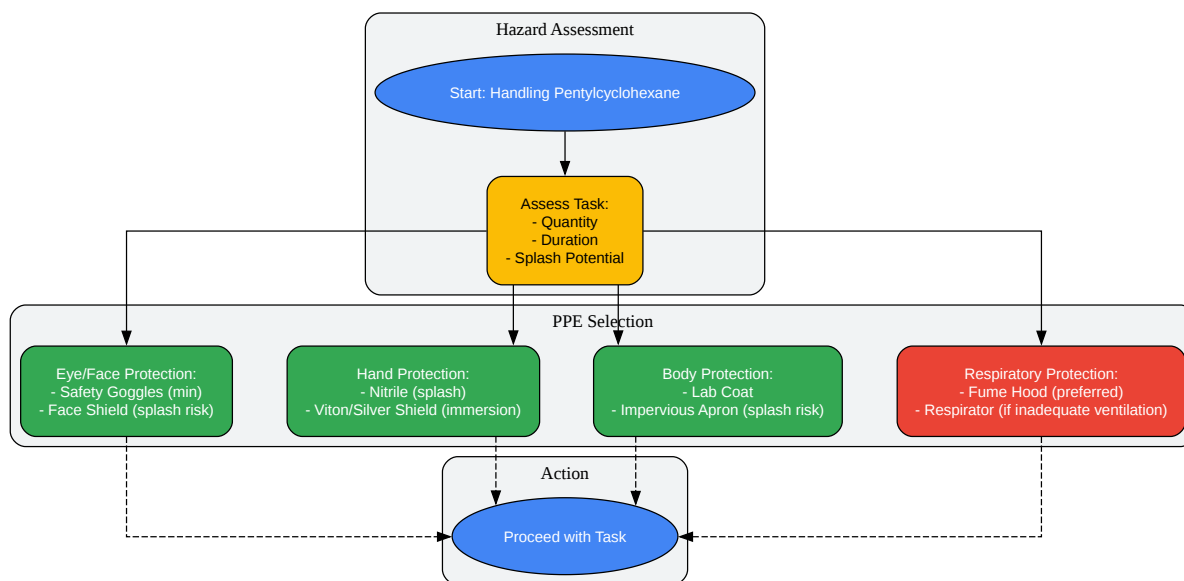 Hazard Assessment
Start: Handling Pentylcyclohexane
Assess Task:
- Quantity
- Duration
- Splash Potential
PPE Selection
Eye/Face Protection:
- Safety Goggles (min)
- Face Shield (splash risk)
Hand Protection:
- Nitrile (splash)
- Viton/Silver Shield (immersion)
Body Protection:
- Lab Coat
- Impervious Apron (splash risk)
Respiratory Protection:
- Fume Hood (preferred)
- Respirator (if inadequate ventilation)
Action
Proceed with Task